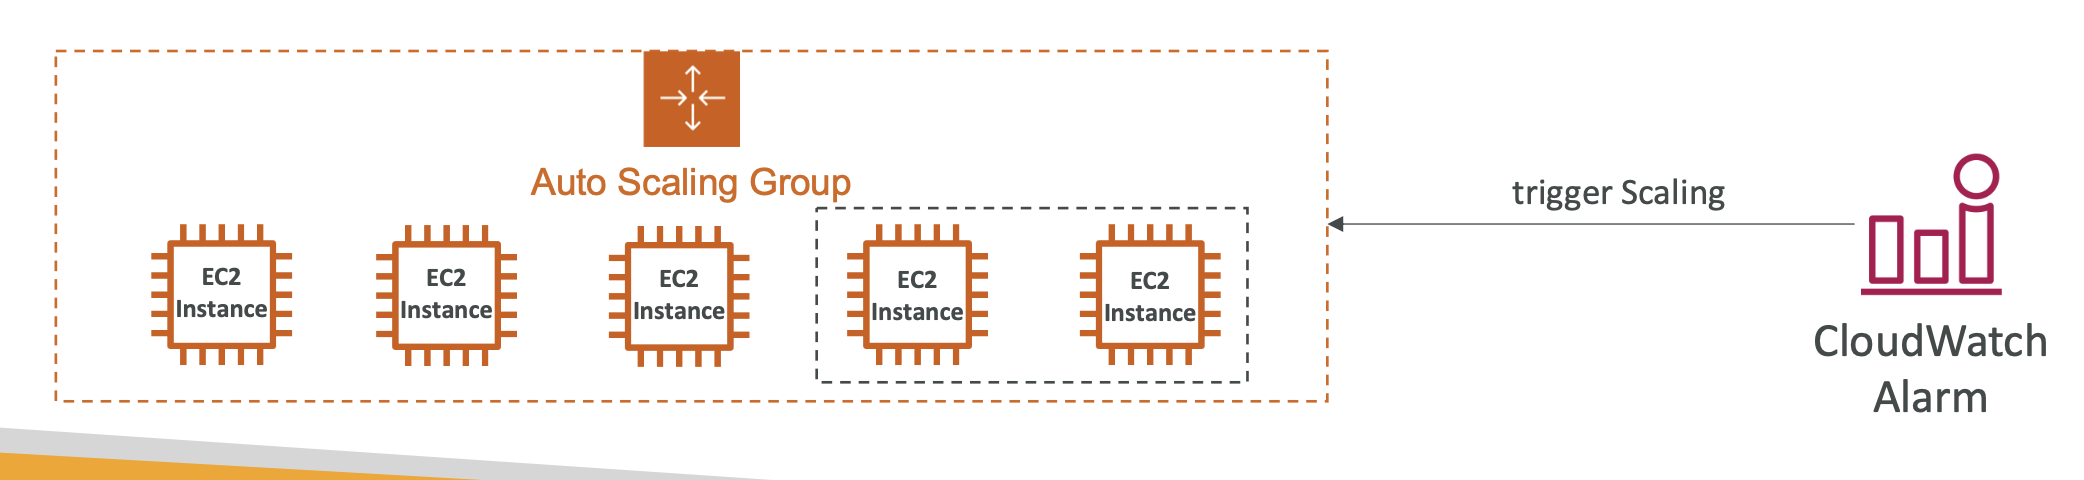 Auto Scaling Group
EC2
Instance
EC2
Instance
EC2
Instance
EC2
Instance
EC2
Instance
trigger Scaling
CloudWatch
Alarm